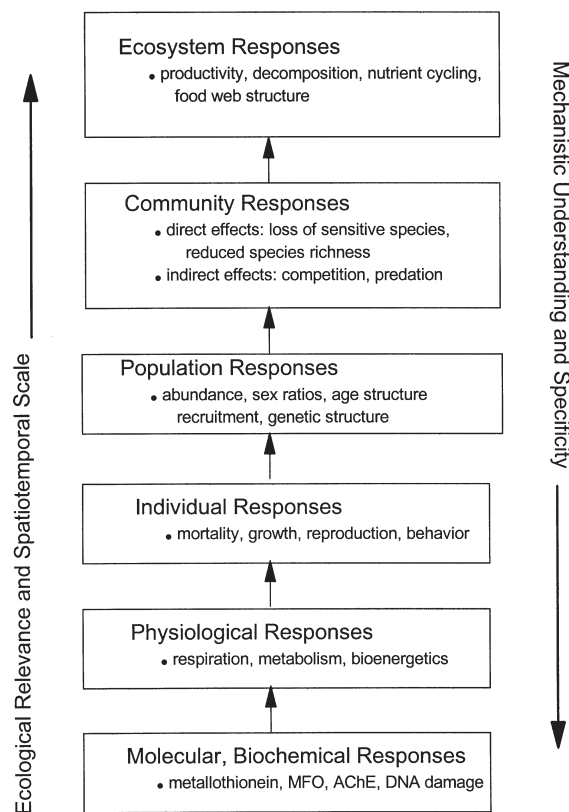 Ecosystem Responses
• productivity, decomposition, nutrient cycling,
food web structure
Community Responses
• direct effects: loss of sensitive species,
reduced species richness
• indirect effects: competition, predation
Population Responses
• abundance, sex ratios, age structure
recruitment, genetic structure
Individual Responses
• mortality, growth, reproduction, behavior
Physiological Responses
• respiration, metabolism, bioenergetics
Molecular, Biochemical Responses
• metallothionein, MFO, AChE, DNA damage
Ecological Relevance and Spatiotemporal Scale
Mechanistic Understanding and Specificity